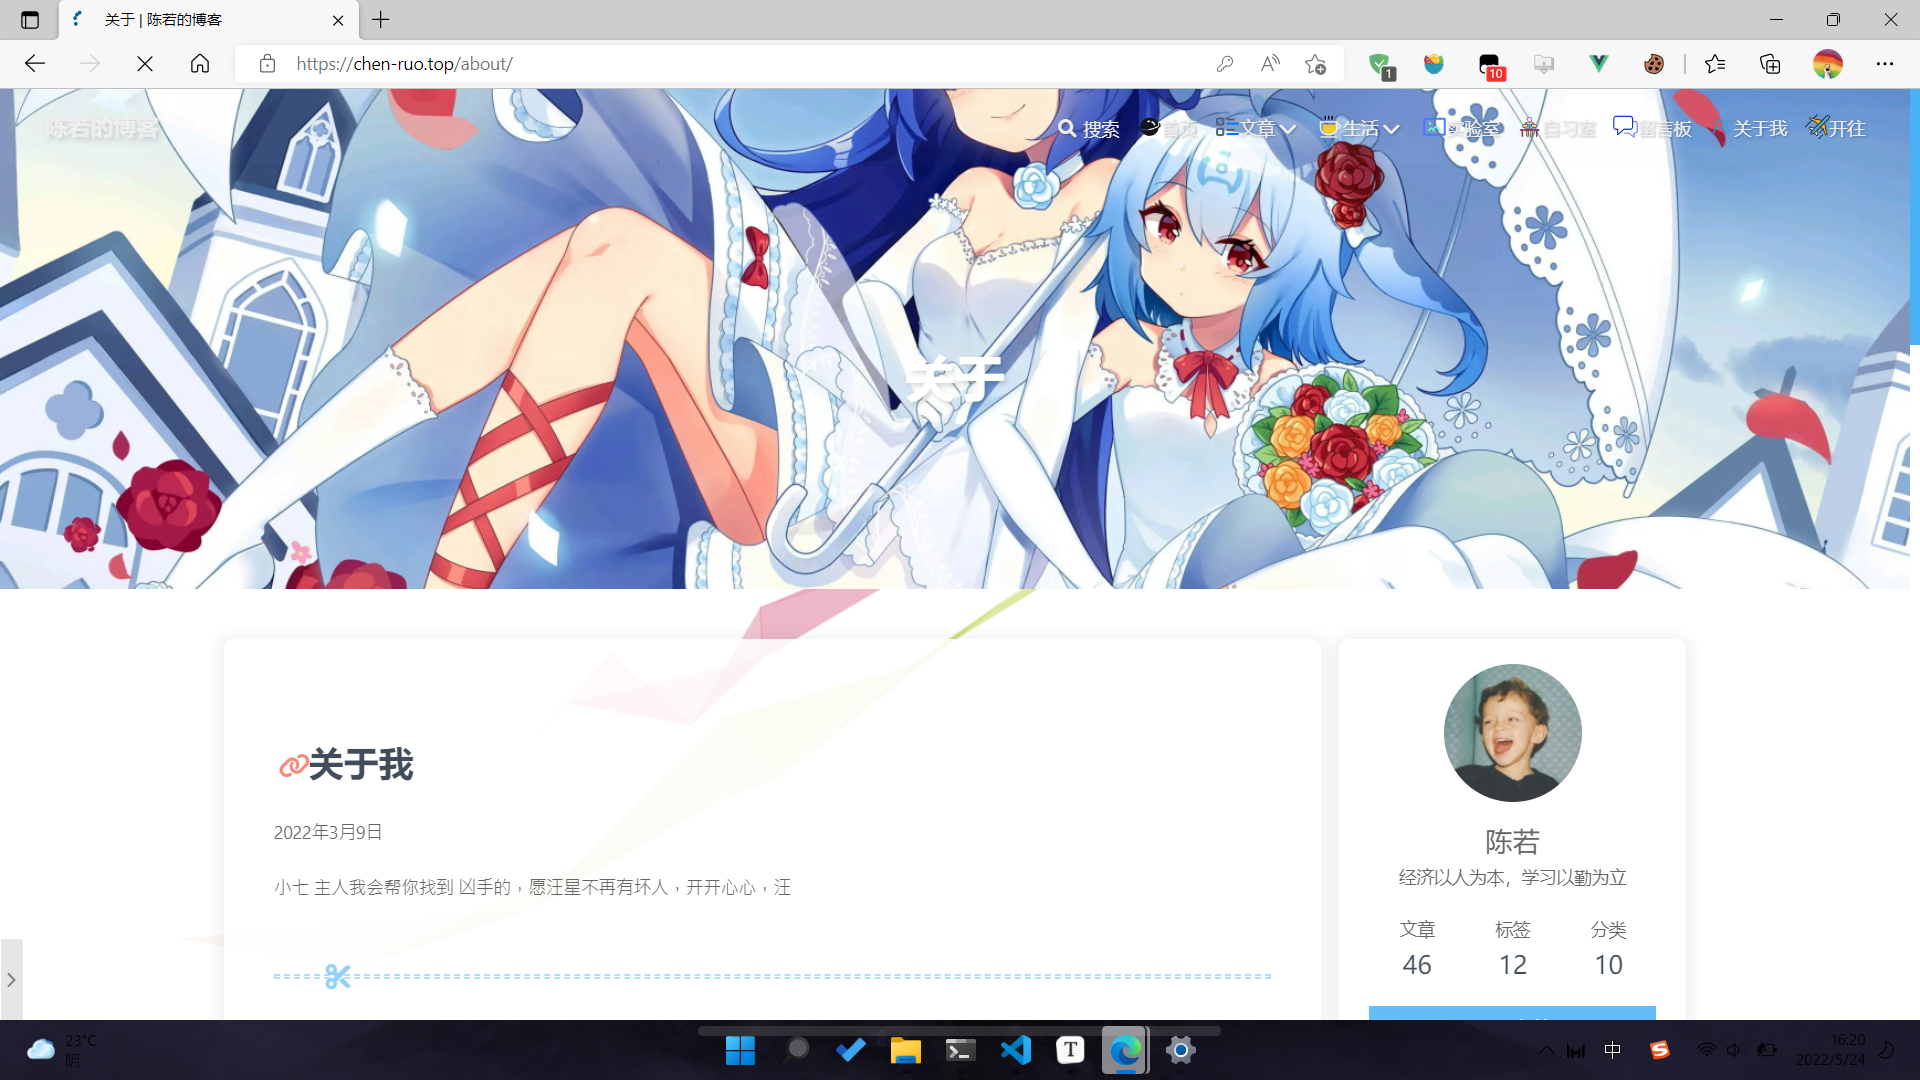 关于 | 陈若的博客
https://chen-ruo.top/about/
1
10
陈若的博客
搜索
首页
文章
生活
实验室
自习室
留言板
关于我
开往
关于
关于我
2022年3月9日
小七 主人我会帮你找到 凶手的，愿汪星不再有坏人，开开心心，汪
陈若
经济以人为本，学习以勤为立
文章
标签
分类
46
12
10
23°C
阴
中
16:20
2022/5/24